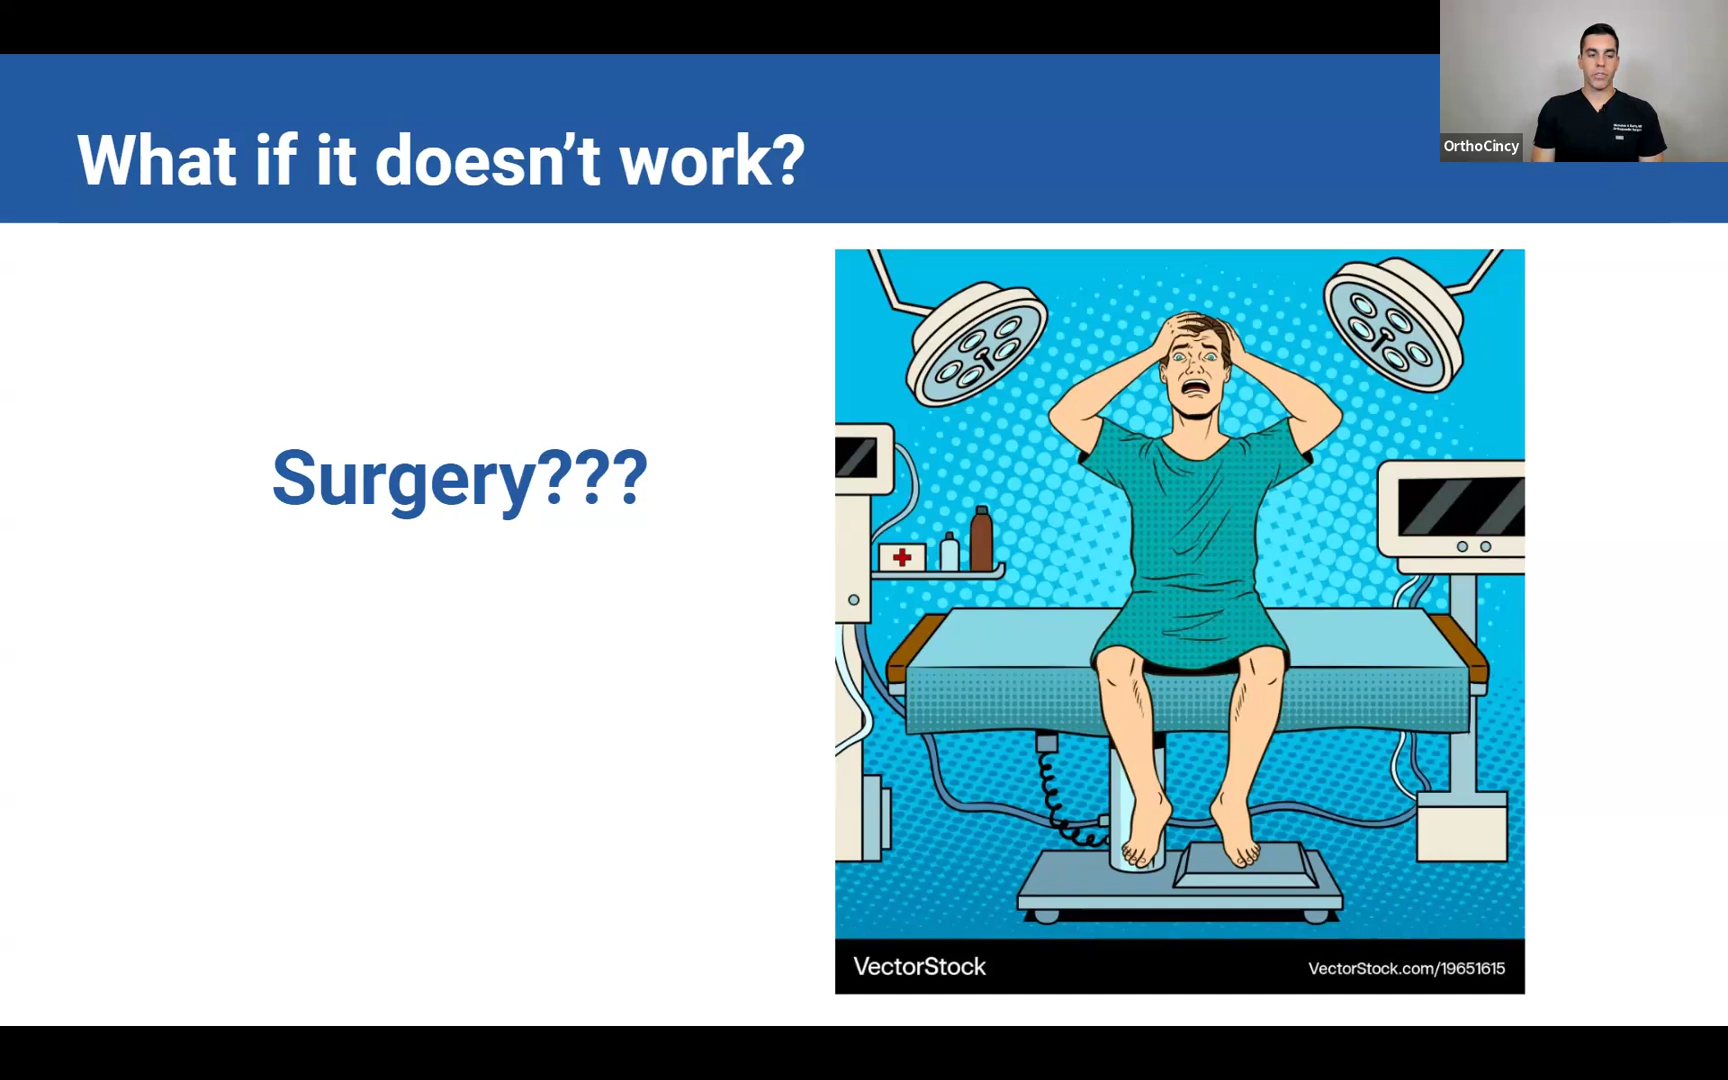 What if it doesn’t work?
OrthoCincy
Surgery???
VectorStock
VectorStock.com/19651615